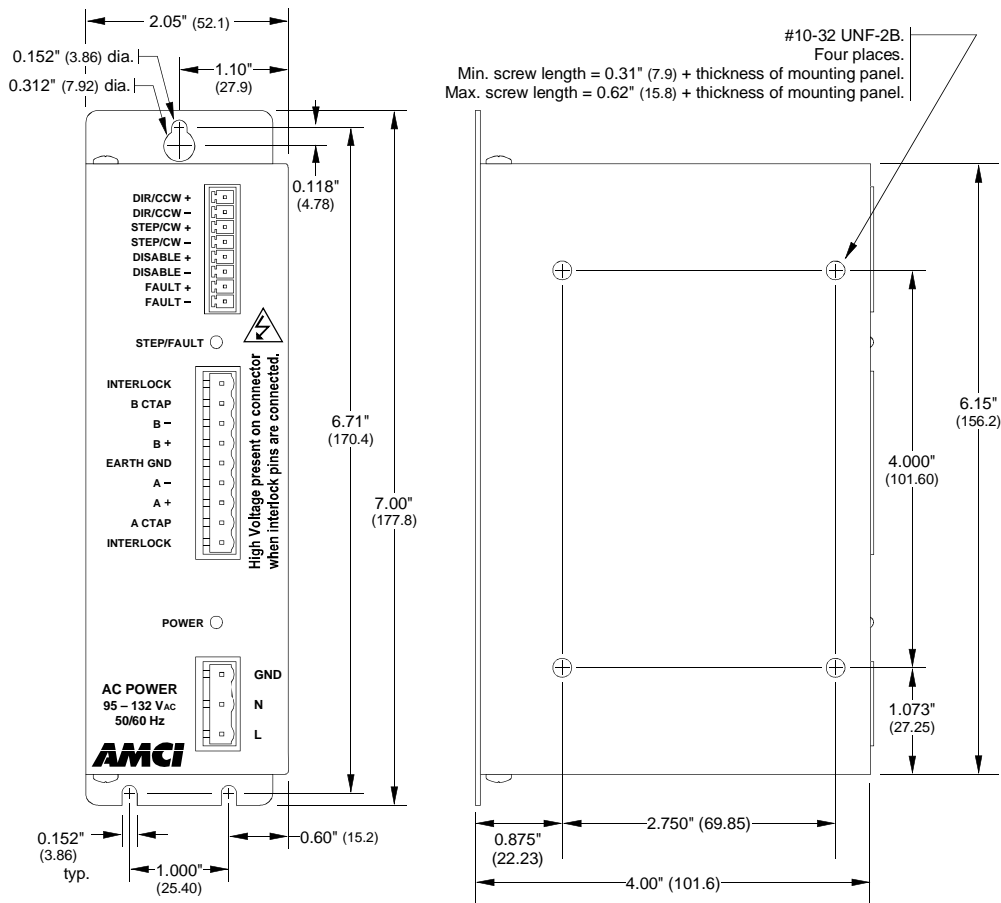 2.05" (52.1)
0.152" (3.86) dia.
0.312" (7.92) dia.
1.10"
(27.9)
0.118"
(4.78)
DIR/CCW +
DIR/CCW –
STEP/CW +
STEP/CW –
DISABLE +
DISABLE –
FAULT +
FAULT –
STEP/FAULT
INTERLOCK
B CTAP
B –
B +
EARTH GND
A –
A +
A CTAP
INTERLOCK
High Voltage present on connector
when interlock pins are connected.
POWER
GND
N
L
AC POWER
95 – 132 VAC
50/60 Hz
AMCI
6.71"
(170.4)
7.00"
(177.8)
0.152"
(3.86)
typ.
1.000"
(25.40)
0.60" (15.2)
#10-32 UNF-2B.
Four places.
Min. screw length = 0.31" (7.9) + thickness of mounting panel.
Max. screw length = 0.62" (15.8) + thickness of mounting panel.
6.15"
(156.2)
4.000"
(101.60)
1.073"
(27.25)
0.875"
(22.23)
2.750" (69.85)
4.00" (101.6)